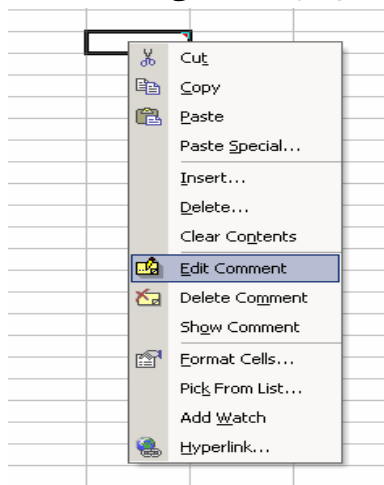 Cut
Copy
Paste
Paste Special...
Insert...
Delete...
Clear Contents
Edit Comment
Delete Comment
Show Comment
Format Cells...
Pick From List...
Add Watch
Hyperlink...